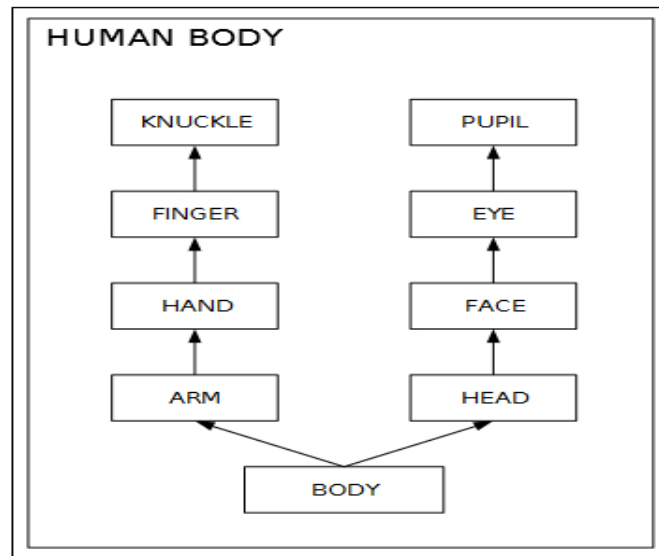 HUMAN BODY
KNUCKLE
PUPIL
FINGER
EYE
HAND
FACE
ARM
HEAD
BODY